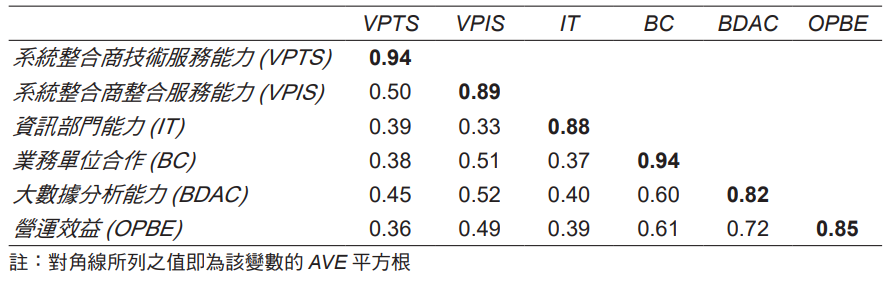 VPTS VPIS IT BC BDAC OPBE
系統整合商技術服務能力 (VPTS) 0.94
系統整合商整合服務能力 (VPIS) 0.50 0.89
資訊部門能力 (IT) 0.39 0.33 0.88
業務單位合作 (BC) 0.38 0.51 0.37 0.94
大數據分析能力 (BDAC) 0.45 0.52 0.40 0.60 0.82
營運效益 (OPBE) 0.36 0.49 0.39 0.61 0.72 0.85
註：對角線所列之值即為該變數的 AVE 平方根